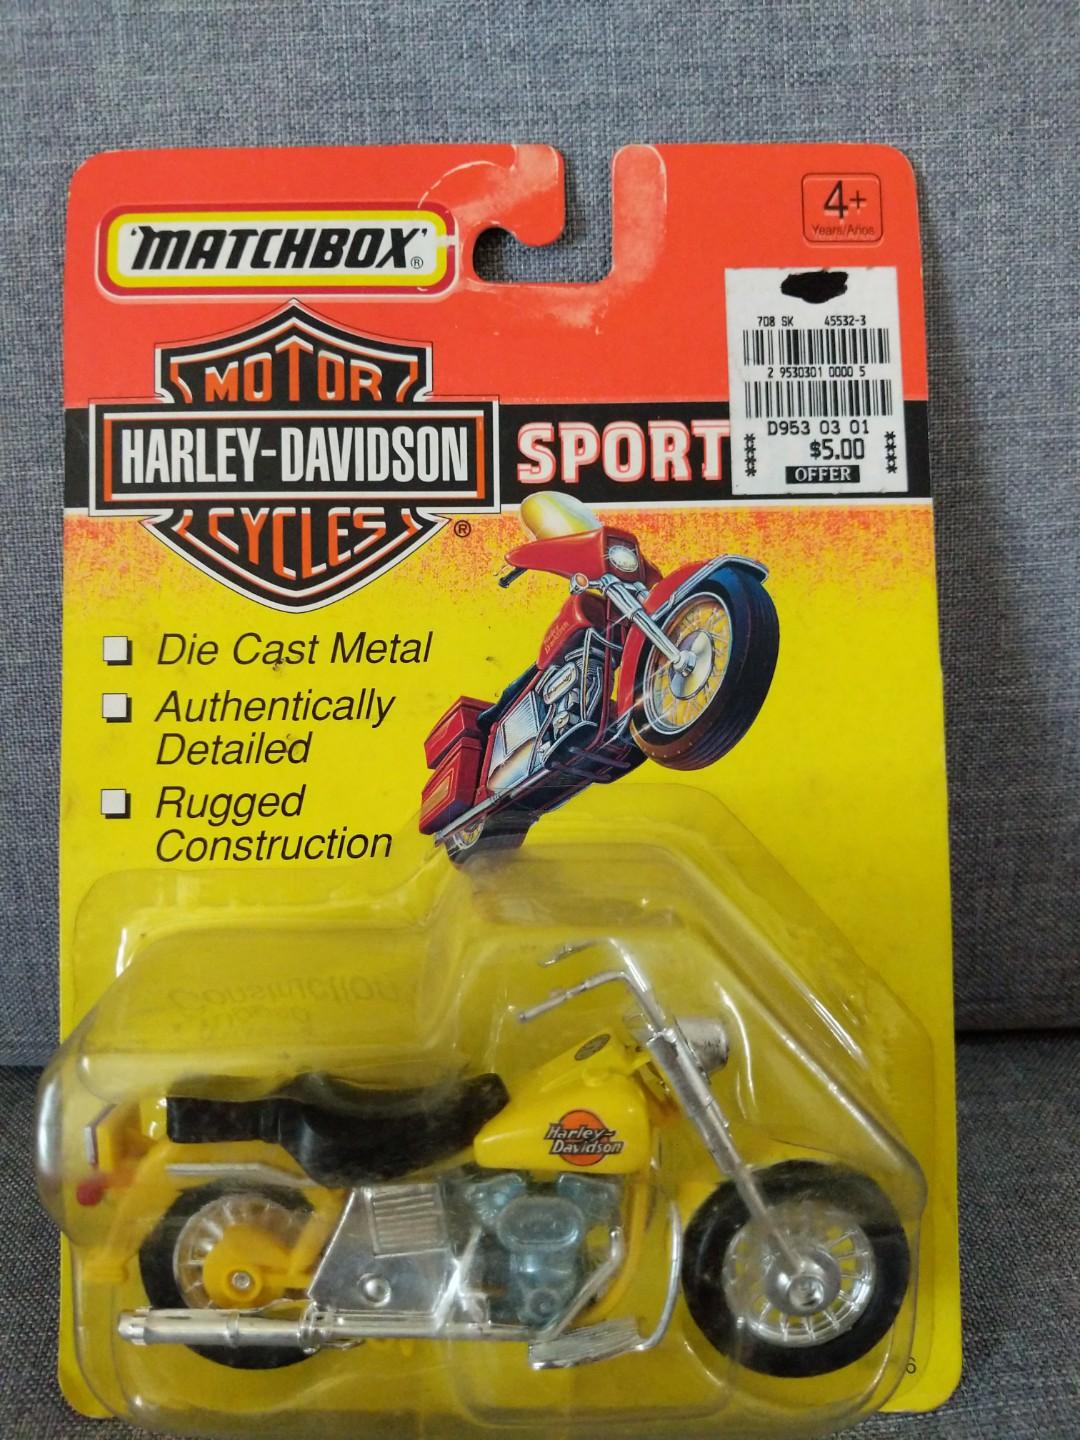 'MATCHBOX'®
4+
Years/Años
MOTOR
HARLEY-DAVIDSON
CYCLES®
SPORT
708 SK 45532-3
2 9530301 0000 5
D953 03 01
$5.00
OFFER
Die Cast Metal
Authentically
Detailed
Rugged
Construction
Harley-
Davidson
6